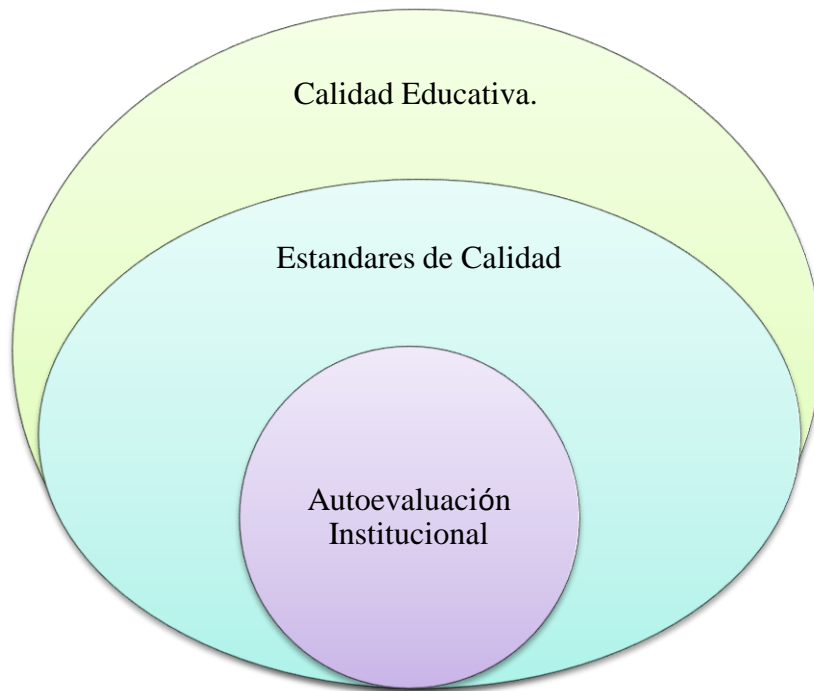 Calidad Educativa.
Estandares de Calidad
Autoevaluación
Institucional